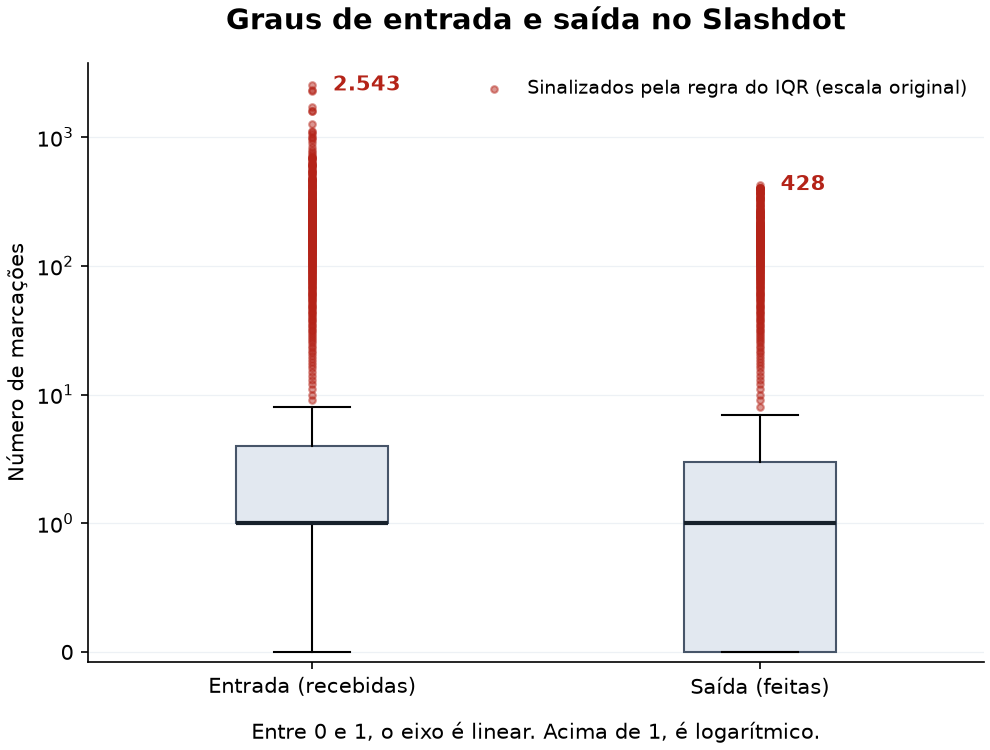 Graus de entrada e saída no Slashdot
2.543
Sinalizados pela regra do IQR (escala original)
428
Número de marcações
10³
10²
10¹
10⁰
0
Entrada (recebidas)
Saída (feitas)
Entre 0 e 1, o eixo é linear. Acima de 1, é logarítmico.